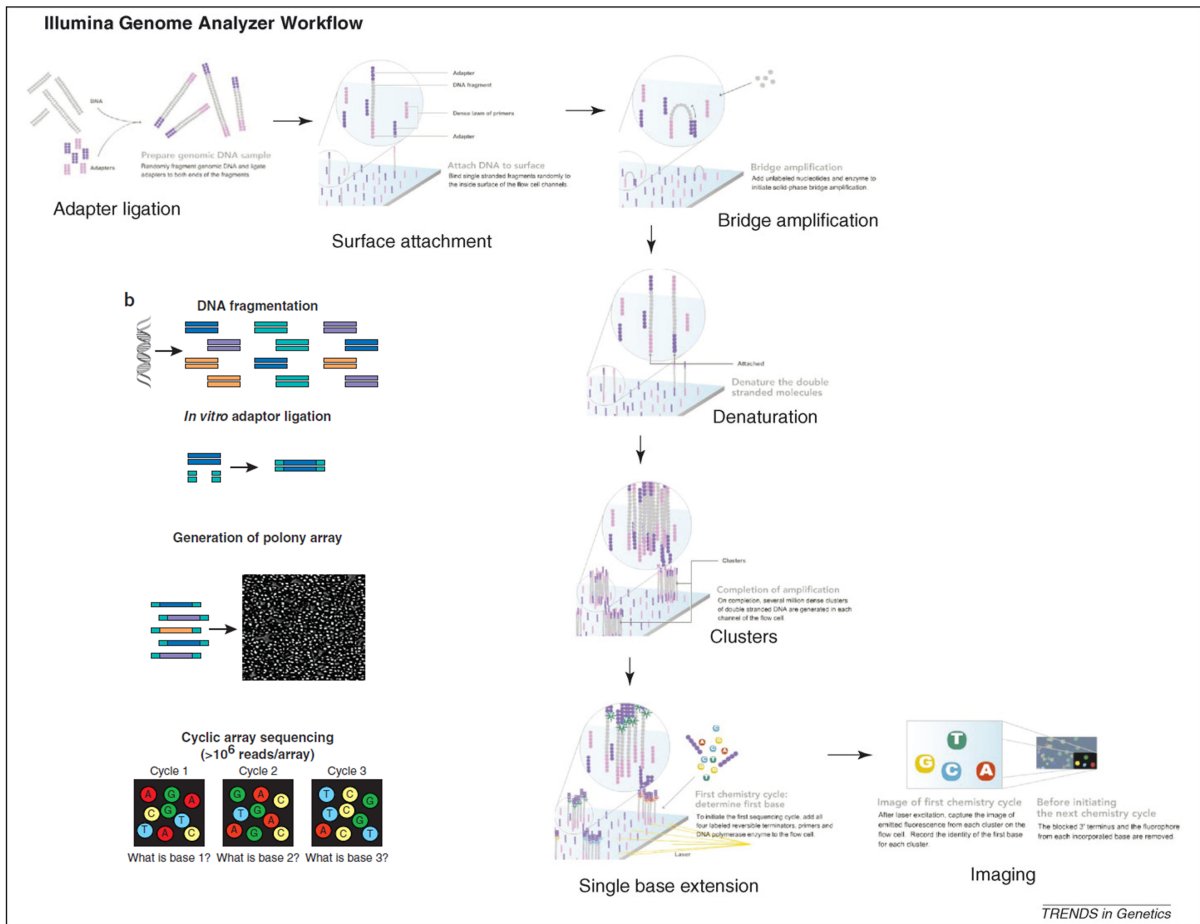 Illumina Genome Analyzer Workflow
DNA
Adapters
Prepare genomic DNA sample
Randomly fragment genomic DNA and ligate
adapters to both ends of the fragments
Adapter ligation
Adapter
DNA fragment
Dense lawn of primers
Adapter
Attach DNA to surface
Bind single stranded fragments randomly to
the inside surface of the flow cell channels.
Surface attachment
Bridge amplification
Add unlabeled nucleotides and enzyme to
initiate solid-phase bridge amplification.
Bridge amplification
Attached
Denature the double
stranded molecules
Denaturation
Clusters
Completion of amplification
On completion, several million dense clusters
of double stranded DNA are generated in each
channel of the flow cell.
Clusters
G
A
C
G
A
C
T
G
T
Laser
First chemistry cycle:
determine first base
To initiate the first sequencing cycle, add all
four labeled reversible terminators, primers and
DNA polymerase enzyme to the flow cell.
Single base extension
T
G C A
Image of first chemistry cycle
After laser excitation, capture the image of
emitted fluorescence from each cluster on the
flow cell. Record the identity of the first base
for each cluster.
Before initiating
the next chemistry cycle
The blocked 3' terminus and the fluorophore
from each incorporated base are removed.
Imaging
b
DNA fragmentation
In vitro adaptor ligation
Generation of polony array
Cyclic array sequencing
(>10⁶ reads/array)
Cycle 1
A G A
C G
T A C
What is base 1?
Cycle 2
G A C
T G
A G C
What is base 2?
Cycle 3
T C G
T C
A G T
What is base 3?
TRENDS in Genetics